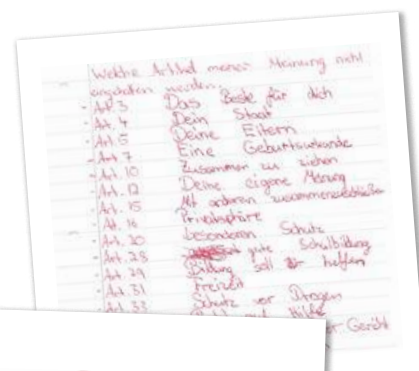 Welche Artikel meiner Meinung nicht
eingehalten werden:
- Art. 3 Das Beste für dich
- Art. 4 Dein Staat
- Art. 5 Deine Eltern
- Art. 7 Eine Geburtsurkunde
- Art. 10 Zusammen zu ziehen
- Art. 12 Deine eigene Meinung
- Art. 15 Mit anderen zusammenschließen
- Art. 16 Privatsphäre
- Art. 20 besonderen Schutz
- Art. 28 gute Schulbildung
- Art. 29 Bildung soll dir helfen
- Art. 31 Freizeit
- Art. 33 Schutz vor Drogen
Hilfe
vor Gericht